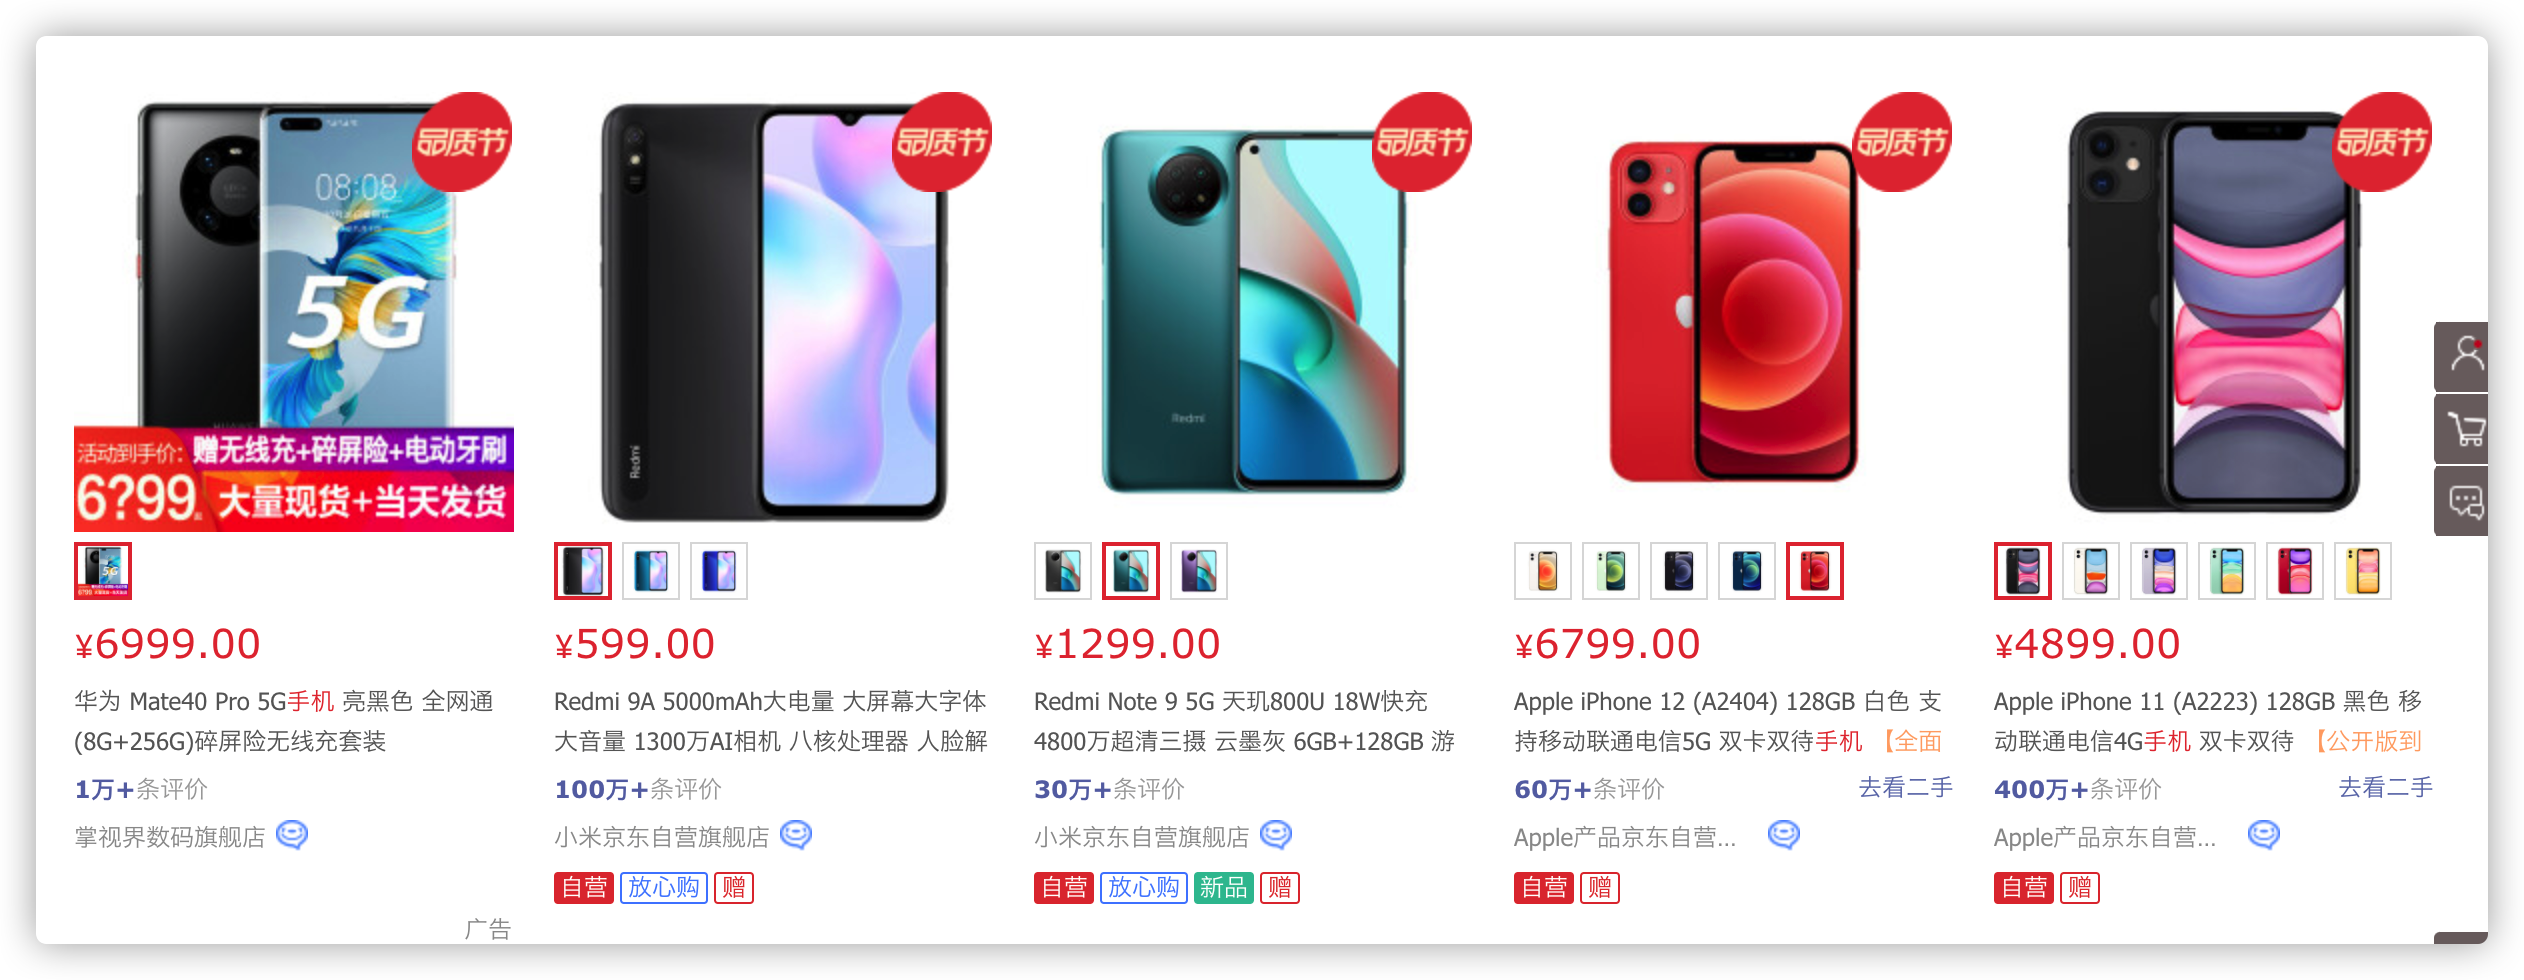 品质节
08:08
5G
活动到手价: 赠无线充+碎屏险+电动牙刷
6?99起 大量现货+当天发货
¥6999.00
华为 Mate40 Pro 5G手机 亮黑色 全网通
(8G+256G)碎屏险无线充套装
1万+条评价
掌视界数码旗舰店
广告
品质节
Redmi
¥599.00
Redmi 9A 5000mAh大电量 大屏幕大字体
大音量 1300万AI相机 八核处理器 人脸解
100万+条评价
小米京东自营旗舰店
自营 放心购 赠
品质节
Redmi
¥1299.00
Redmi Note 9 5G 天玑800U 18W快充
4800万超清三摄 云墨灰 6GB+128GB 游
30万+条评价
小米京东自营旗舰店
自营 放心购 新品 赠
品质节
¥6799.00
Apple iPhone 12 (A2404) 128GB 白色 支
持移动联通电信5G 双卡双待手机 【全面
60万+条评价 去看二手
Apple产品京东自营...
自营 赠
品质节
¥4899.00
Apple iPhone 11 (A2223) 128GB 黑色 移
动联通电信4G手机 双卡双待 【公开版到
400万+条评价 去看二手
Apple产品京东自营...
自营 赠